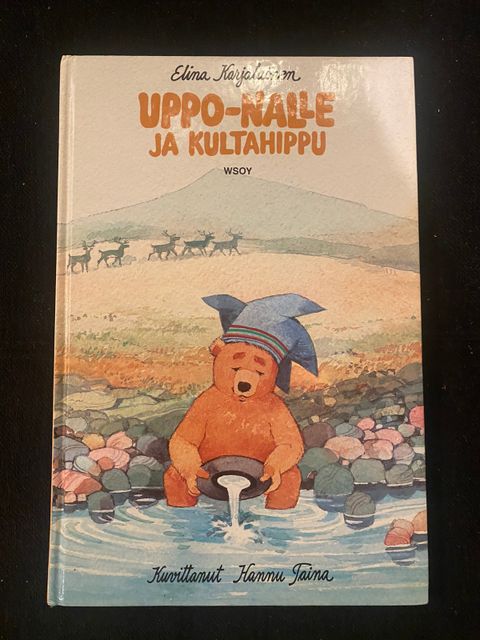 Elina Karjalainen
UPPO-NALLE
JA KULTAHIPPU
WSOY
Kuvittanut Hannu Taina